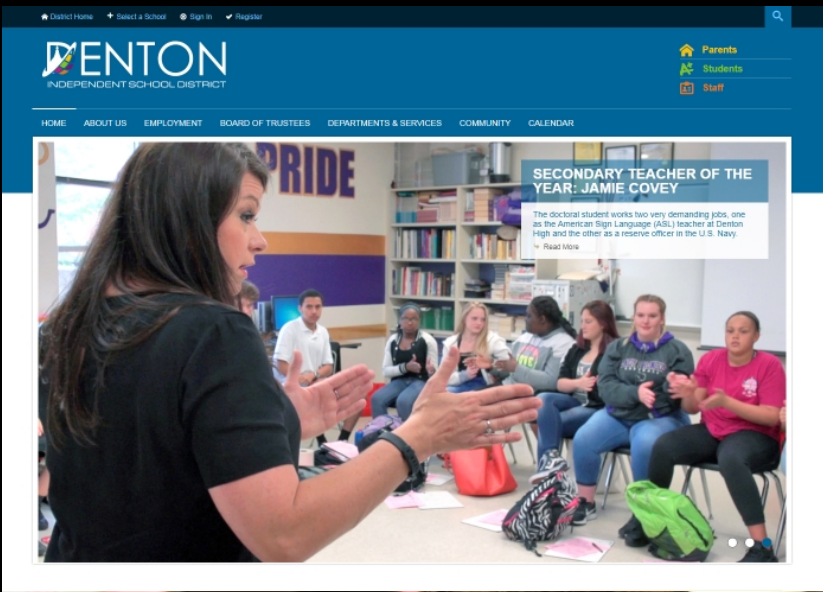 District Home Select a School Sign In Register
DENTON
INDEPENDENT SCHOOL DISTRICT
Parents
Students
Staff
HOME ABOUT US EMPLOYMENT BOARD OF TRUSTEES DEPARTMENTS & SERVICES COMMUNITY CALENDAR
PRIDE
SECONDARY TEACHER OF THE
YEAR: JAMIE COVEY
The doctoral student works two very demanding jobs, one
as the American Sign Language (ASL) teacher at Denton
High and the other as a reserve officer in the U.S. Navy.
Read More